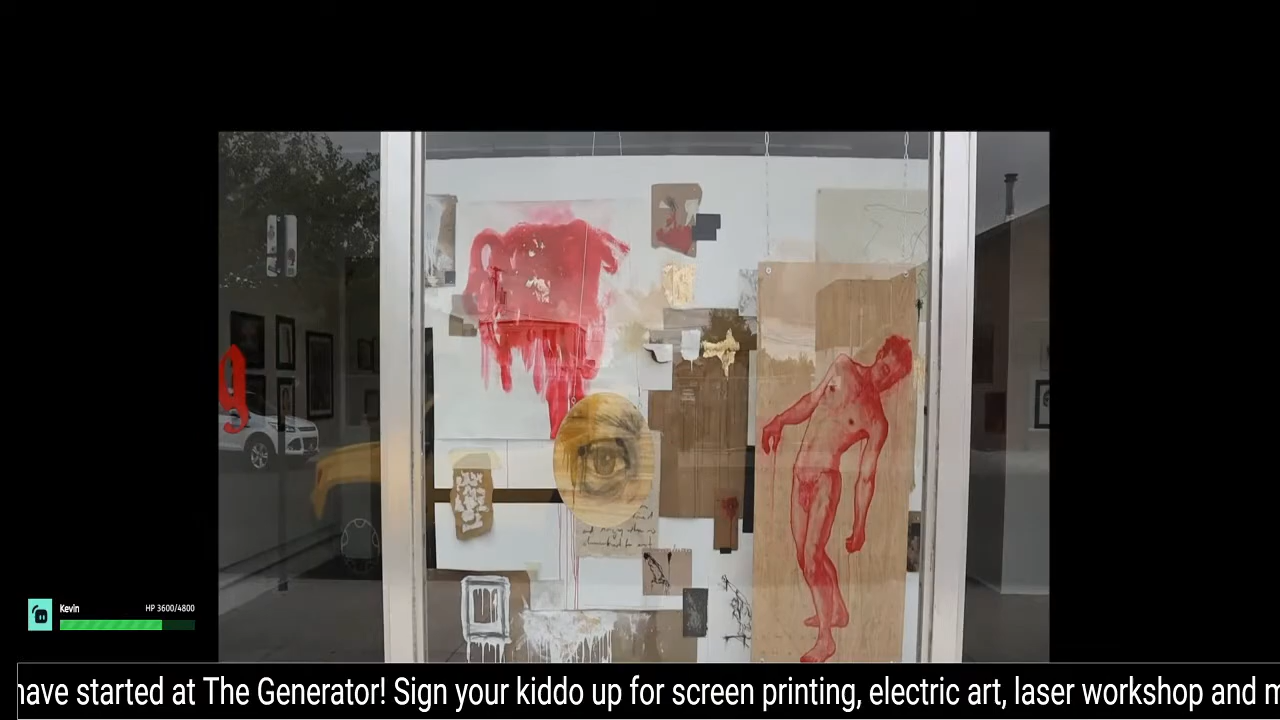 g
Kevin
HP 3600/4800
have started at The Generator! Sign your kiddo up for screen printing, electric art, laser workshop and m